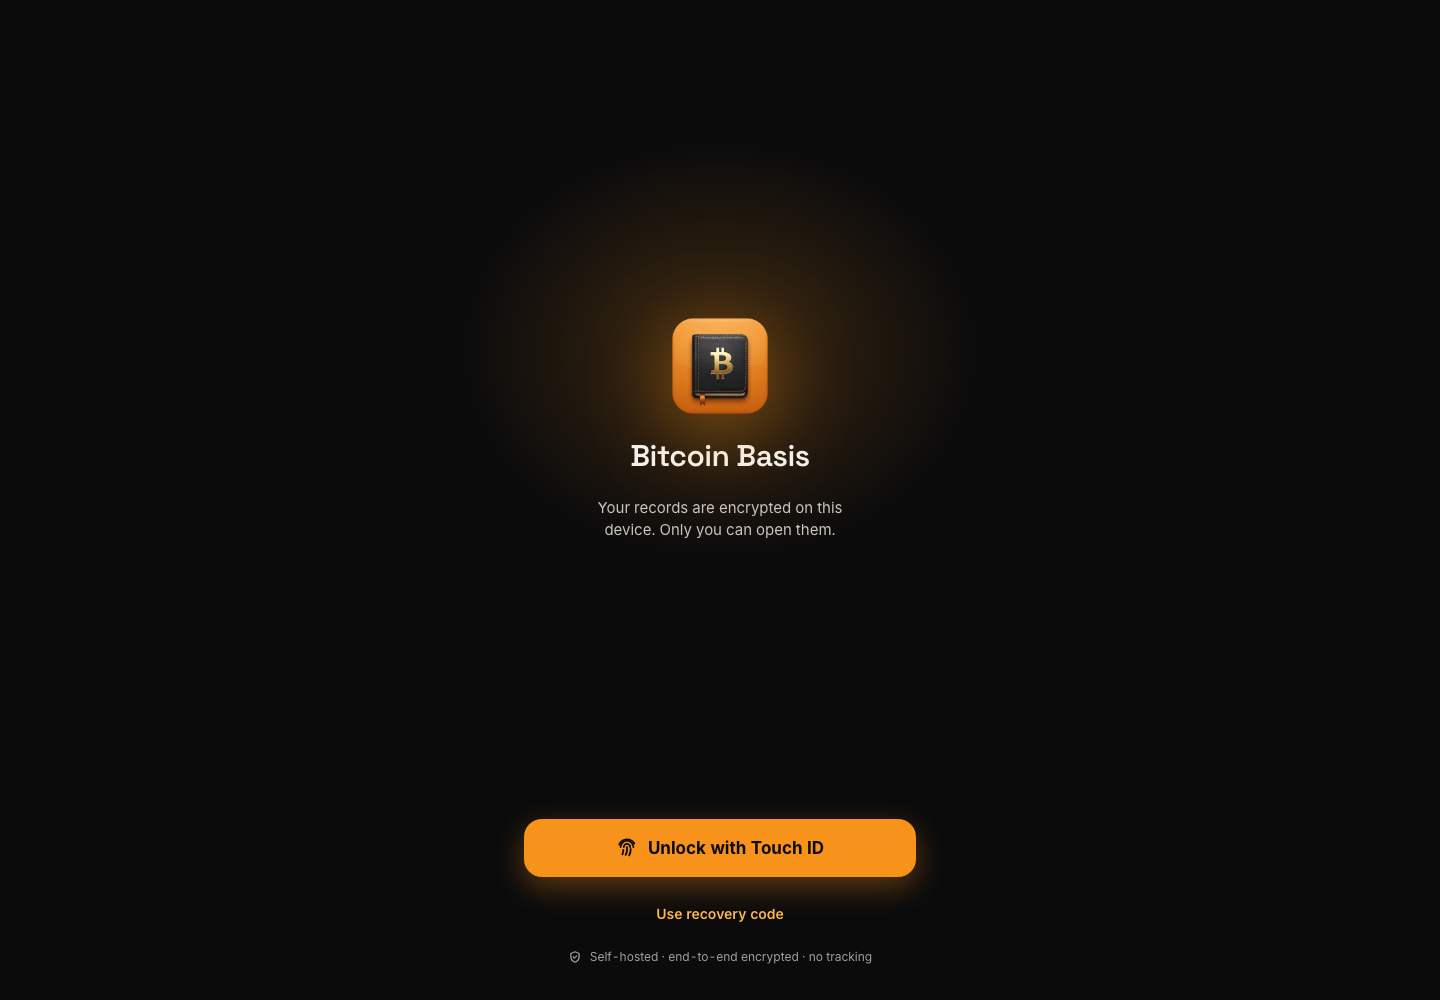 Bitcoin Basis
Your records are encrypted on this
device. Only you can open them.
Unlock with Touch ID
Use recovery code
Self-hosted · end-to-end encrypted · no tracking